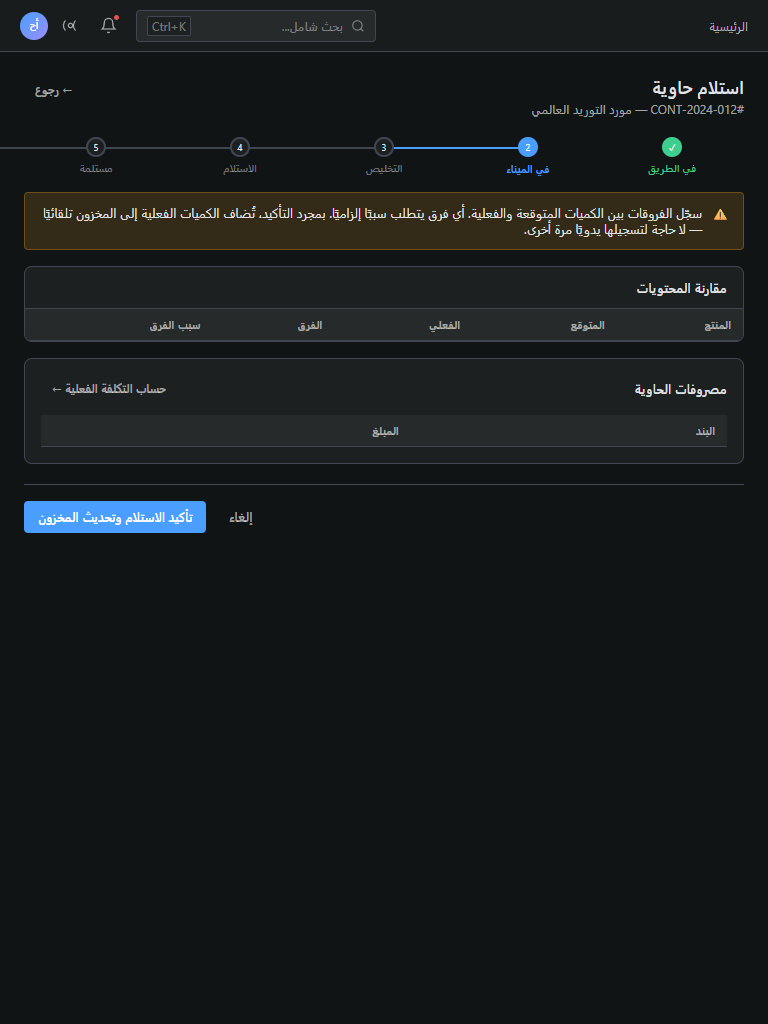 الرئيسية
بحث شامل...
Ctrl+K
أح
استلام حاوية
← رجوع
#CONT-2024-012 — مورد التوريد العالمي
✓
2
3
4
5
في الطريق
في الميناء
التخليص
الاستلام
مستلمة
سجّل الفروقات بين الكميات المتوقعة والفعلية. أي فرق يتطلب سببًا إلزاميًا. بمجرد التأكيد، تُضاف الكميات الفعلية إلى المخزون تلقائيًا
— لا حاجة لتسجيلها يدويًا مرة أخرى.
مقارنة المحتويات
المنتج
المتوقع
الفعلي
الفرق
سبب الفرق
مصروفات الحاوية
حساب التكلفة الفعلية ←
البند
المبلغ
إلغاء
تأكيد الاستلام وتحديث المخزون